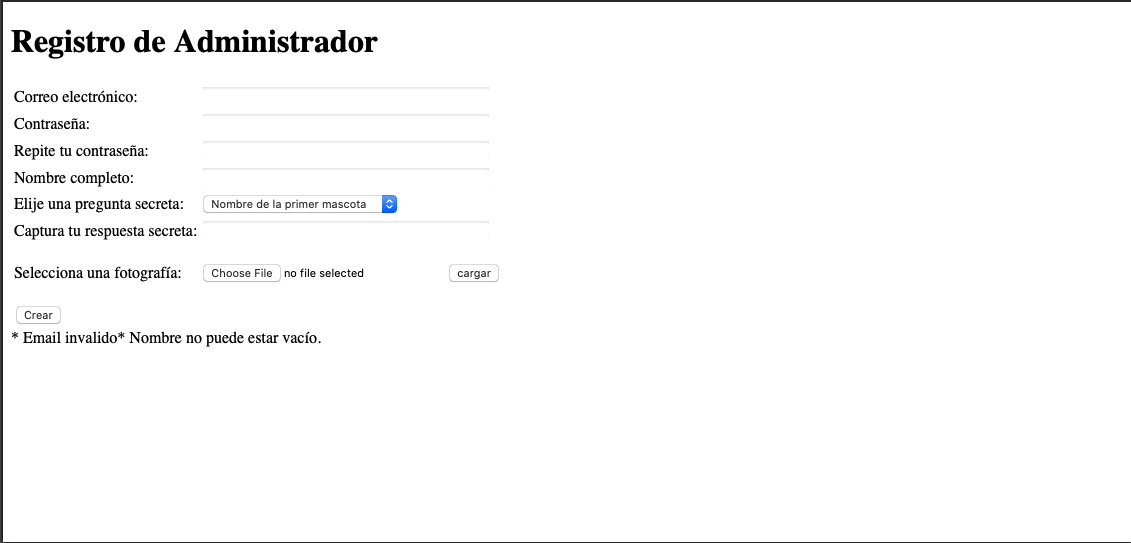 Registro de Administrador
Correo electrónico:
Contraseña:
Repite tu contraseña:
Nombre completo:
Elije una pregunta secreta: Nombre de la primer mascota
Captura tu respuesta secreta:
Selecciona una fotografía: Choose File no file selected cargar
Crear
* Email invalido* Nombre no puede estar vacío.